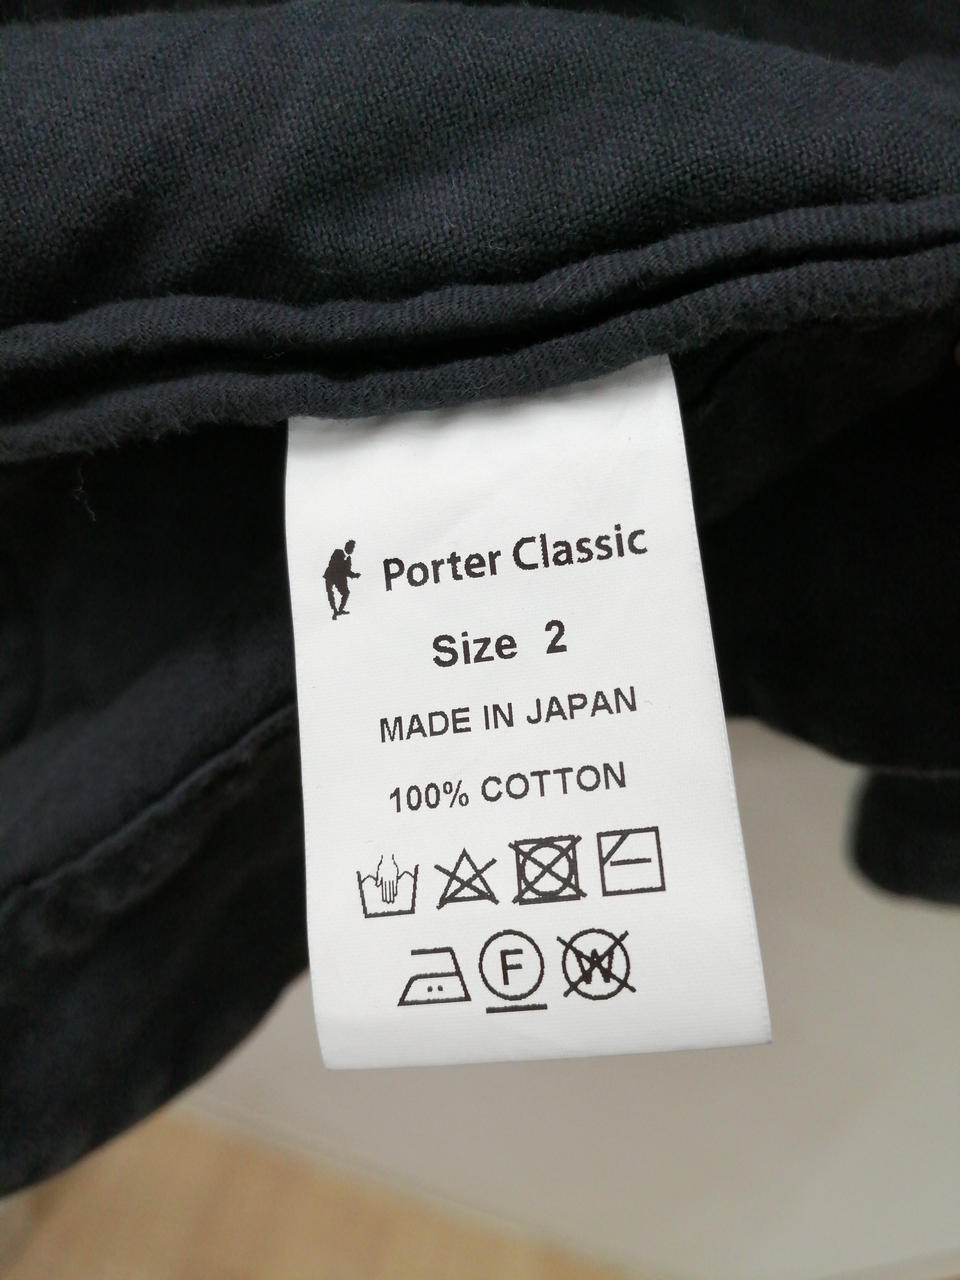 Porter Classic
Size 2
MADE IN JAPAN
100% COTTON
F
W